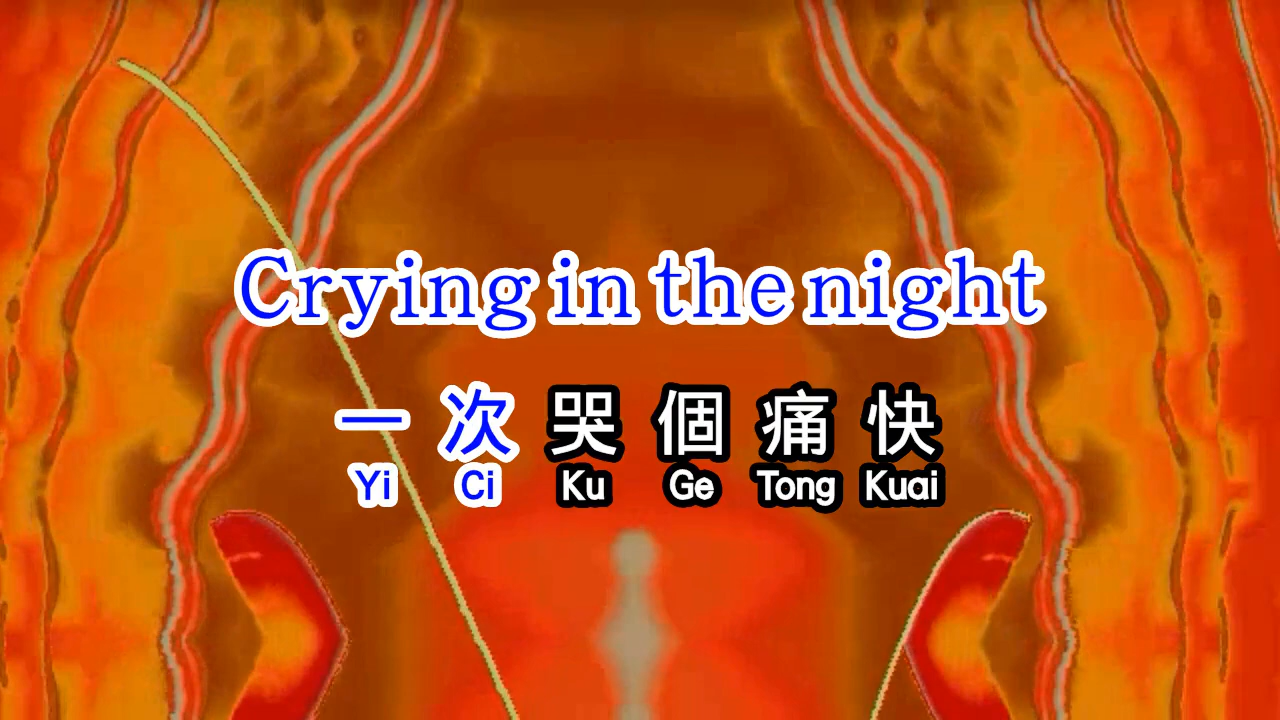 Crying in the night
一 次 哭 個 痛 快
Yi Ci Ku Ge Tong Kuai